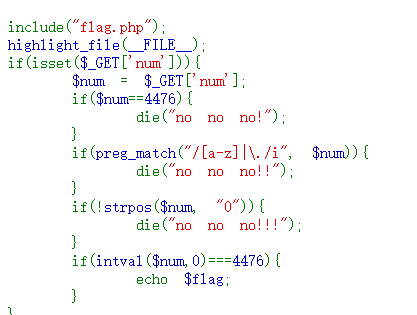 include("flag.php");
highlight_file(__FILE__);
if(isset($_GET['num'])){
$num = $_GET['num'];
if($num==4476){
die("no no no!");
}
if(preg_match("/[a-z]|\./i", $num)){
die("no no no!!");
}
if(!strpos($num, "0")){
die("no no no!!!");
}
if(intval($num,0)===4476){
echo $flag;
}
}